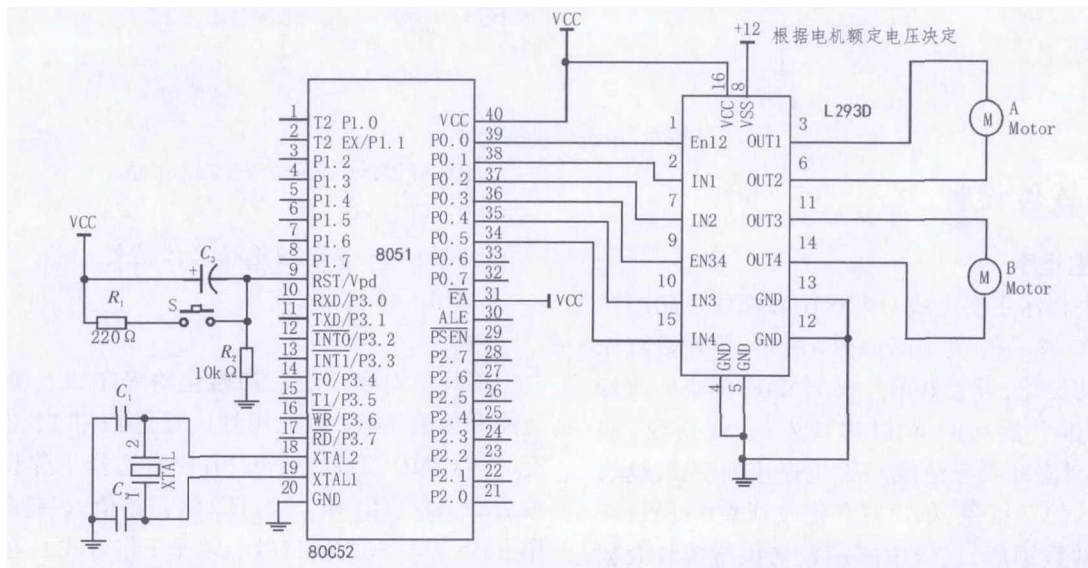 VCC
+12 根据电机额定电压决定
16
8
VCC
VSS
L293D
1
En12
2
IN1
7
IN2
9
EN34
10
IN3
15
IN4
3
OUT1
6
OUT2
11
OUT3
14
OUT4
13
GND
12
GND
GND
GND
5
M
A
Motor
M
B
Motor
1
T2 P1.0
2
T2 EX/P1.1
3
P1.2
4
P1.3
5
P1.4
6
P1.5
7
P1.6
8
P1.7
9
RST/Vpd
10
RXD/P3.0
11
TXD/P3.1
12
INT0/P3.2
13
INT1/P3.3
14
T0/P3.4
15
T1/P3.5
16
WR/P3.6
17
RD/P3.7
18
XTAL2
19
XTAL1
20
GND
8051
VCC
40
P0.0
39
P0.1
38
P0.2
37
P0.3
36
P0.4
35
P0.5
34
P0.6
33
P0.7
32
EA
31
VCC
ALE
30
PSEN
29
P2.7
28
P2.6
27
P2.5
26
P2.4
25
P2.3
24
P2.2
23
P2.1
22
P2.0
21
80C52
VCC
+
C3
R1
220 Ω
S
R2
10k Ω
C1
2
XTAL1
1
C2